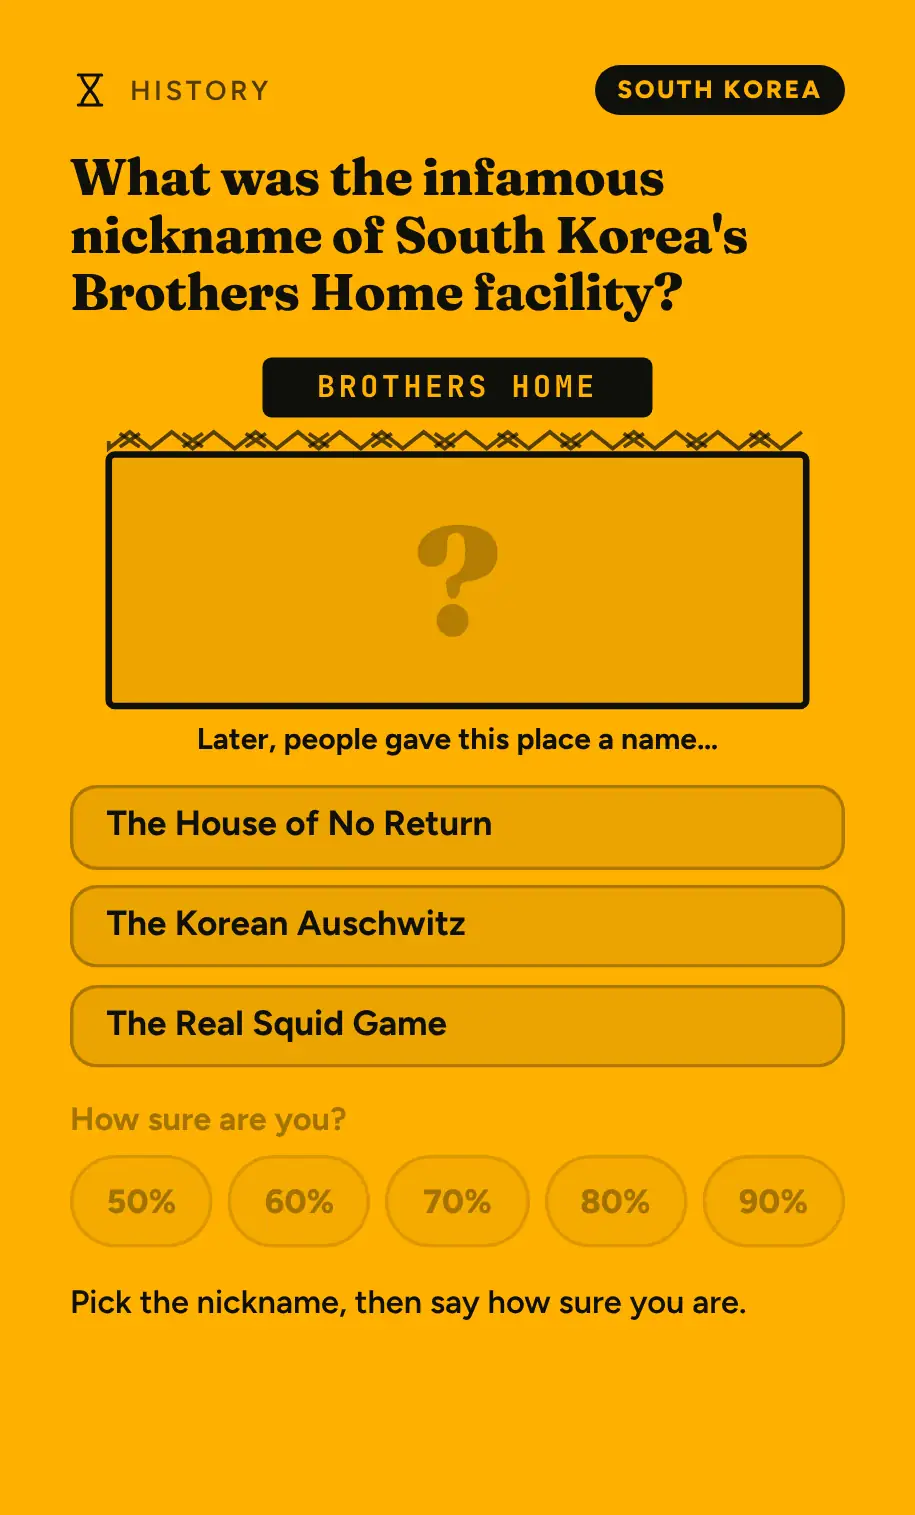 HISTORY
SOUTH KOREA
What was the infamous
nickname of South Korea's
Brothers Home facility?
BROTHERS HOME
?
Later, people gave this place a name...
The House of No Return
The Korean Auschwitz
The Real Squid Game
How sure are you?
50% 60% 70% 80% 90%
Pick the nickname, then say how sure you are.